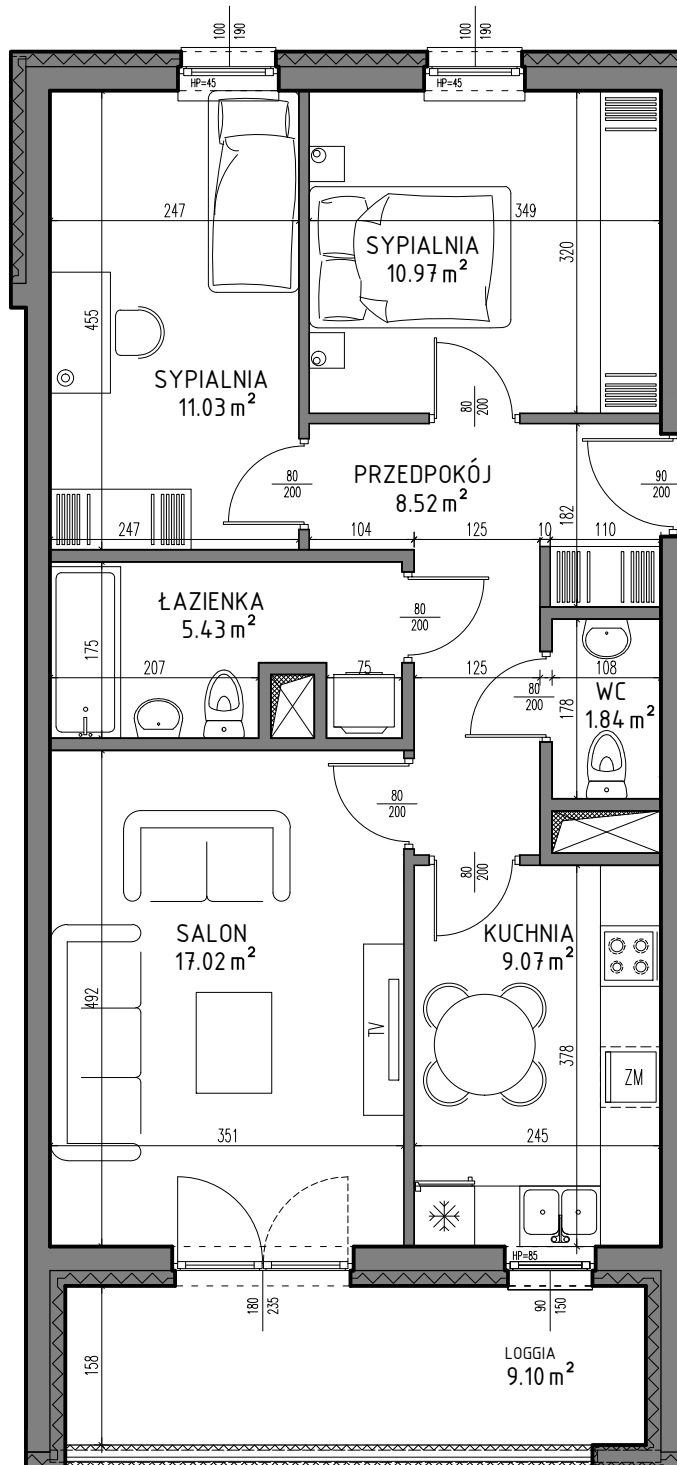 100
190
100
190
HP=45
HP=45
247
349
SYPIALNIA
10.97 m²
320
455
SYPIALNIA
11.03 m²
80
200
80
200
90
200
PRZEDPOKÓJ
8.52 m²
182
247
104
125
10
110
ŁAZIENKA
5.43 m²
175
80
200
207
75
125
108
80
200
WC
1.84 m²
178
80
200
80
200
SALON
17.02 m²
KUCHNIA
9.07 m²
492
TV
378
ZM
351
245
HP=85
180
235
90
150
158
LOGGIA
9.10 m²